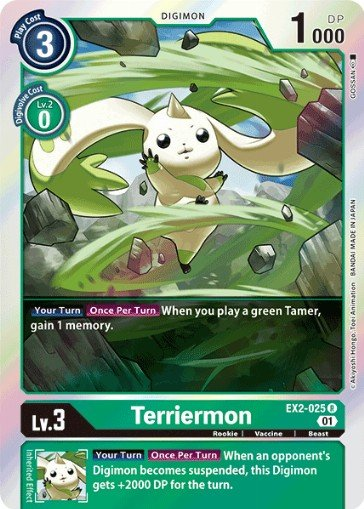 Play Cost
3
DIGIMON
DP
1000
GOSSAN
Digivolve Cost
Lv.2
0
Your Turn Once Per Turn When you play a green Tamer,
gain 1 memory.
©Akiyoshi Hongo, Toei Animation BANDAI MADE IN JAPAN
Lv.3
Terriermon
EX2-025 R
01
Rookie | Vaccine | Beast
Inherited Effect
Your Turn Once Per Turn When an opponent's
Digimon becomes suspended, this Digimon
gets +2000 DP for the turn.